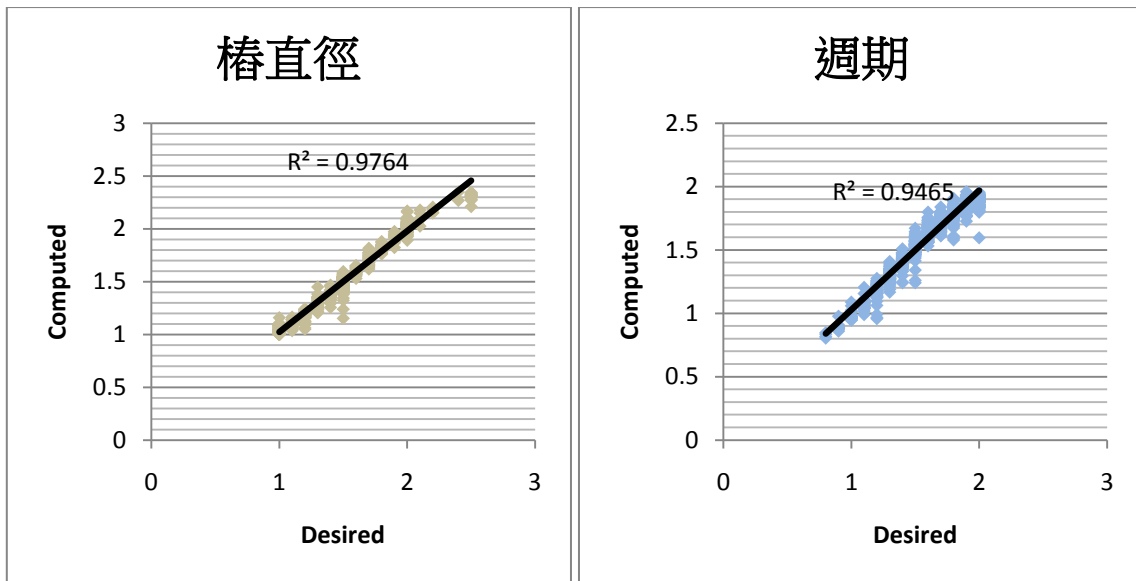 樁直徑
3
2.5
2
1.5
1
0.5
0
0 1 2 3
R² = 0.9764
Computed
Desired
週期
2.5
2
1.5
1
0.5
0
0 1 2 3
R² = 0.9465
Computed
Desired